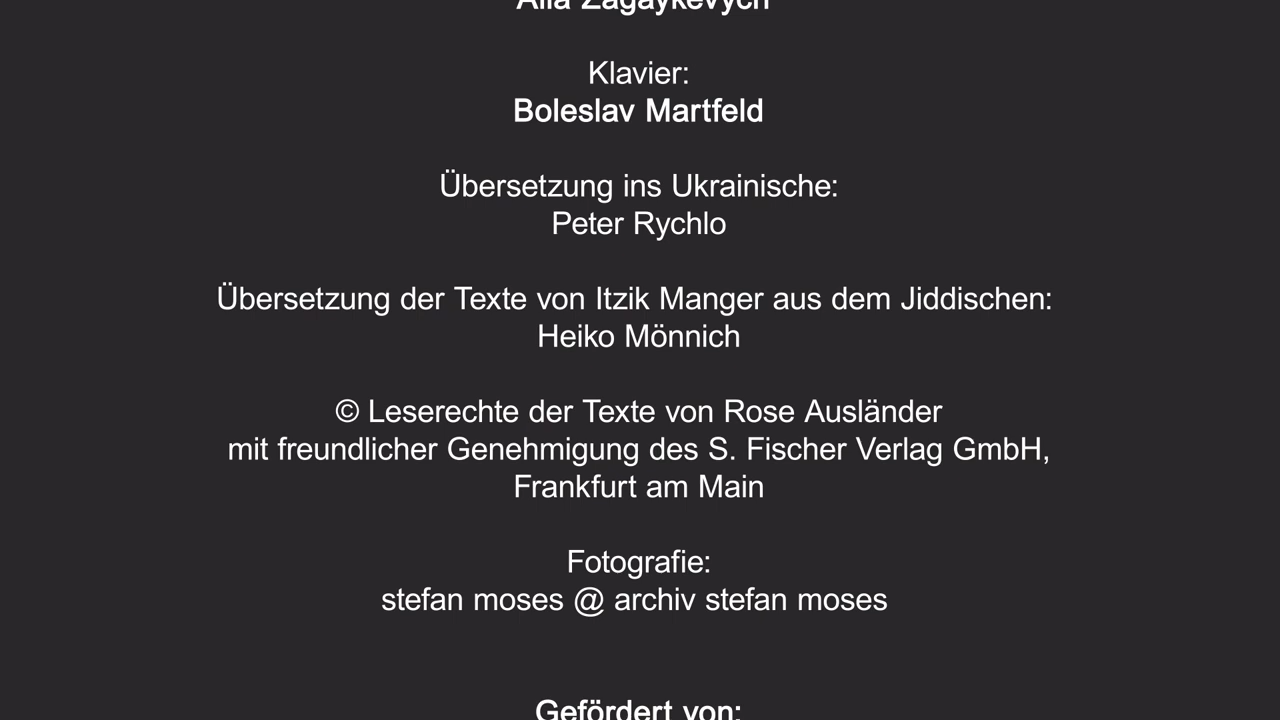 Alla Zagaykevych
Klavier:
Boleslav Martfeld
Übersetzung ins Ukrainische:
Peter Rychlo
Übersetzung der Texte von Itzik Manger aus dem Jiddischen:
Heiko Mönnich
© Leserechte der Texte von Rose Ausländer
mit freundlicher Genehmigung des S. Fischer Verlag GmbH,
Frankfurt am Main
Fotografie:
stefan moses @ archiv stefan moses
Gefördert von: